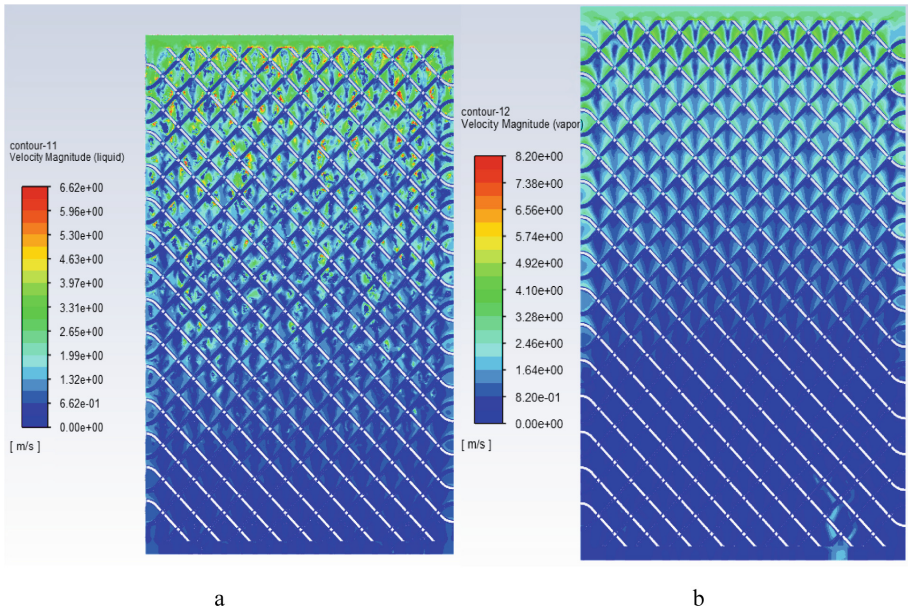 contour-11
Velocity Magnitude (liquid)
6.62e+00
5.96e+00
5.30e+00
4.63e+00
3.97e+00
3.31e+00
2.65e+00
1.99e+00
1.32e+00
6.62e-01
0.00e+00
[ m/s ]
contour-12
Velocity Magnitude (vapor)
8.20e+00
7.38e+00
6.56e+00
5.74e+00
4.92e+00
4.10e+00
3.28e+00
2.46e+00
1.64e+00
8.20e-01
0.00e+00
[ m/s ]
a
b